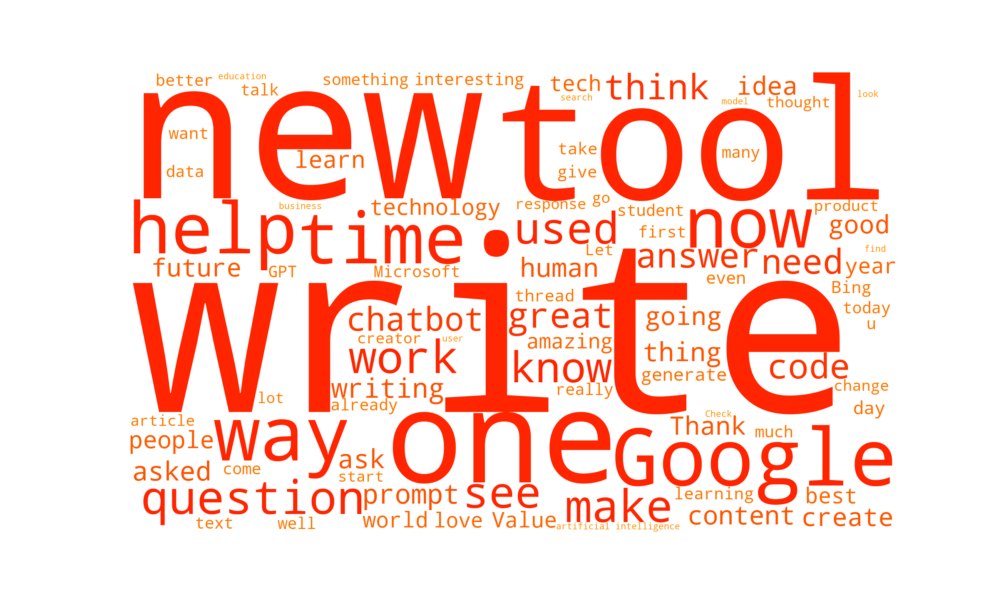 better education talk something interesting tech search think idea model thought look
new tool
want data learn take give many
business technology response go student first product
help time used now good
future GPT Microsoft human Let answer need year find
even Bing
write
thread today u
chatbot great going
creator user amazing
work know thing code
writing already really generate change
lot day
article people way one Check Thank much Google
asked come ask start
question prompt see make learning best
text well world love Value artificial intelligence content create